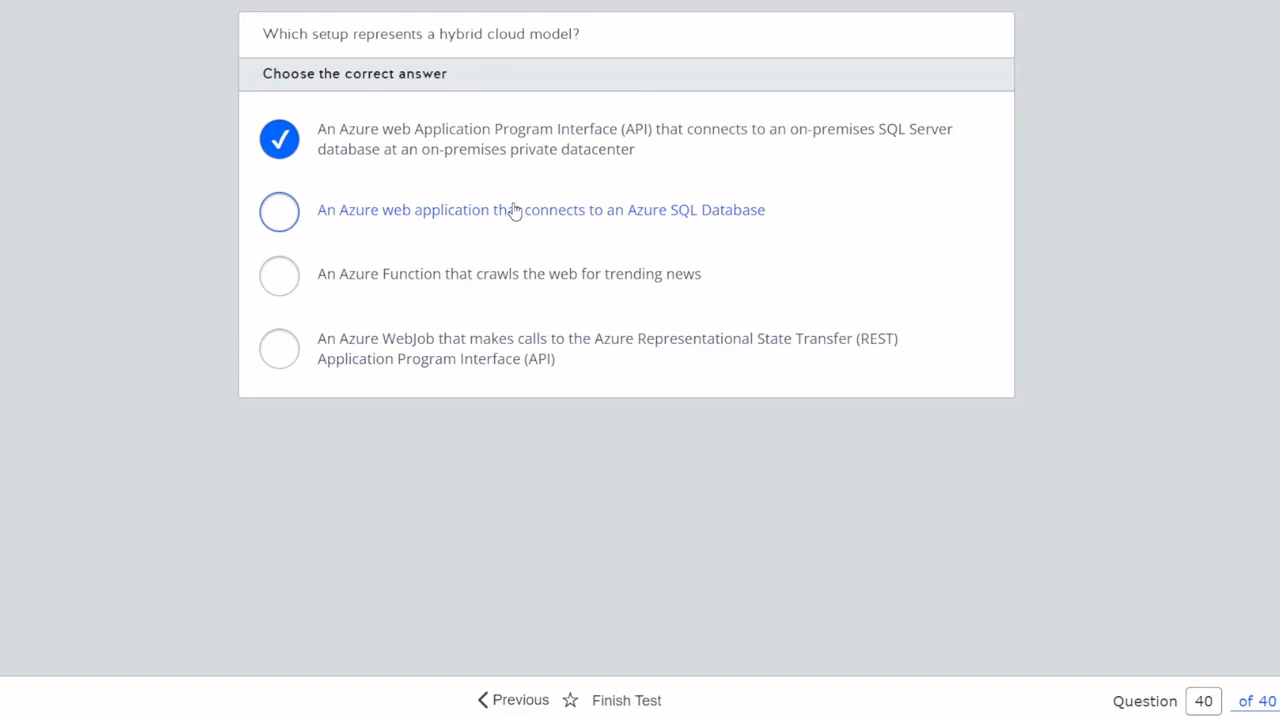 Which setup represents a hybrid cloud model?
Choose the correct answer
An Azure web Application Program Interface (API) that connects to an on-premises SQL Server
database at an on-premises private datacenter
An Azure web application that connects to an Azure SQL Database
An Azure Function that crawls the web for trending news
An Azure WebJob that makes calls to the Azure Representational State Transfer (REST)
Application Program Interface (API)
Previous Finish Test Question 40 of 40